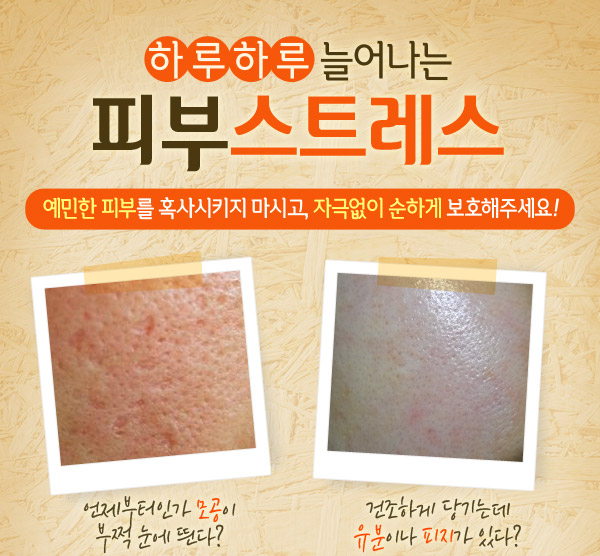 하루하루 늘어나는
피부스트레스
예민한 피부를 혹사시키지 마시고, 자극없이 순하게 보호해주세요!
언제부터인가 모공이
부쩍 눈에 띈다?
건조하게 당기는데
유분이나 피지가 있다?